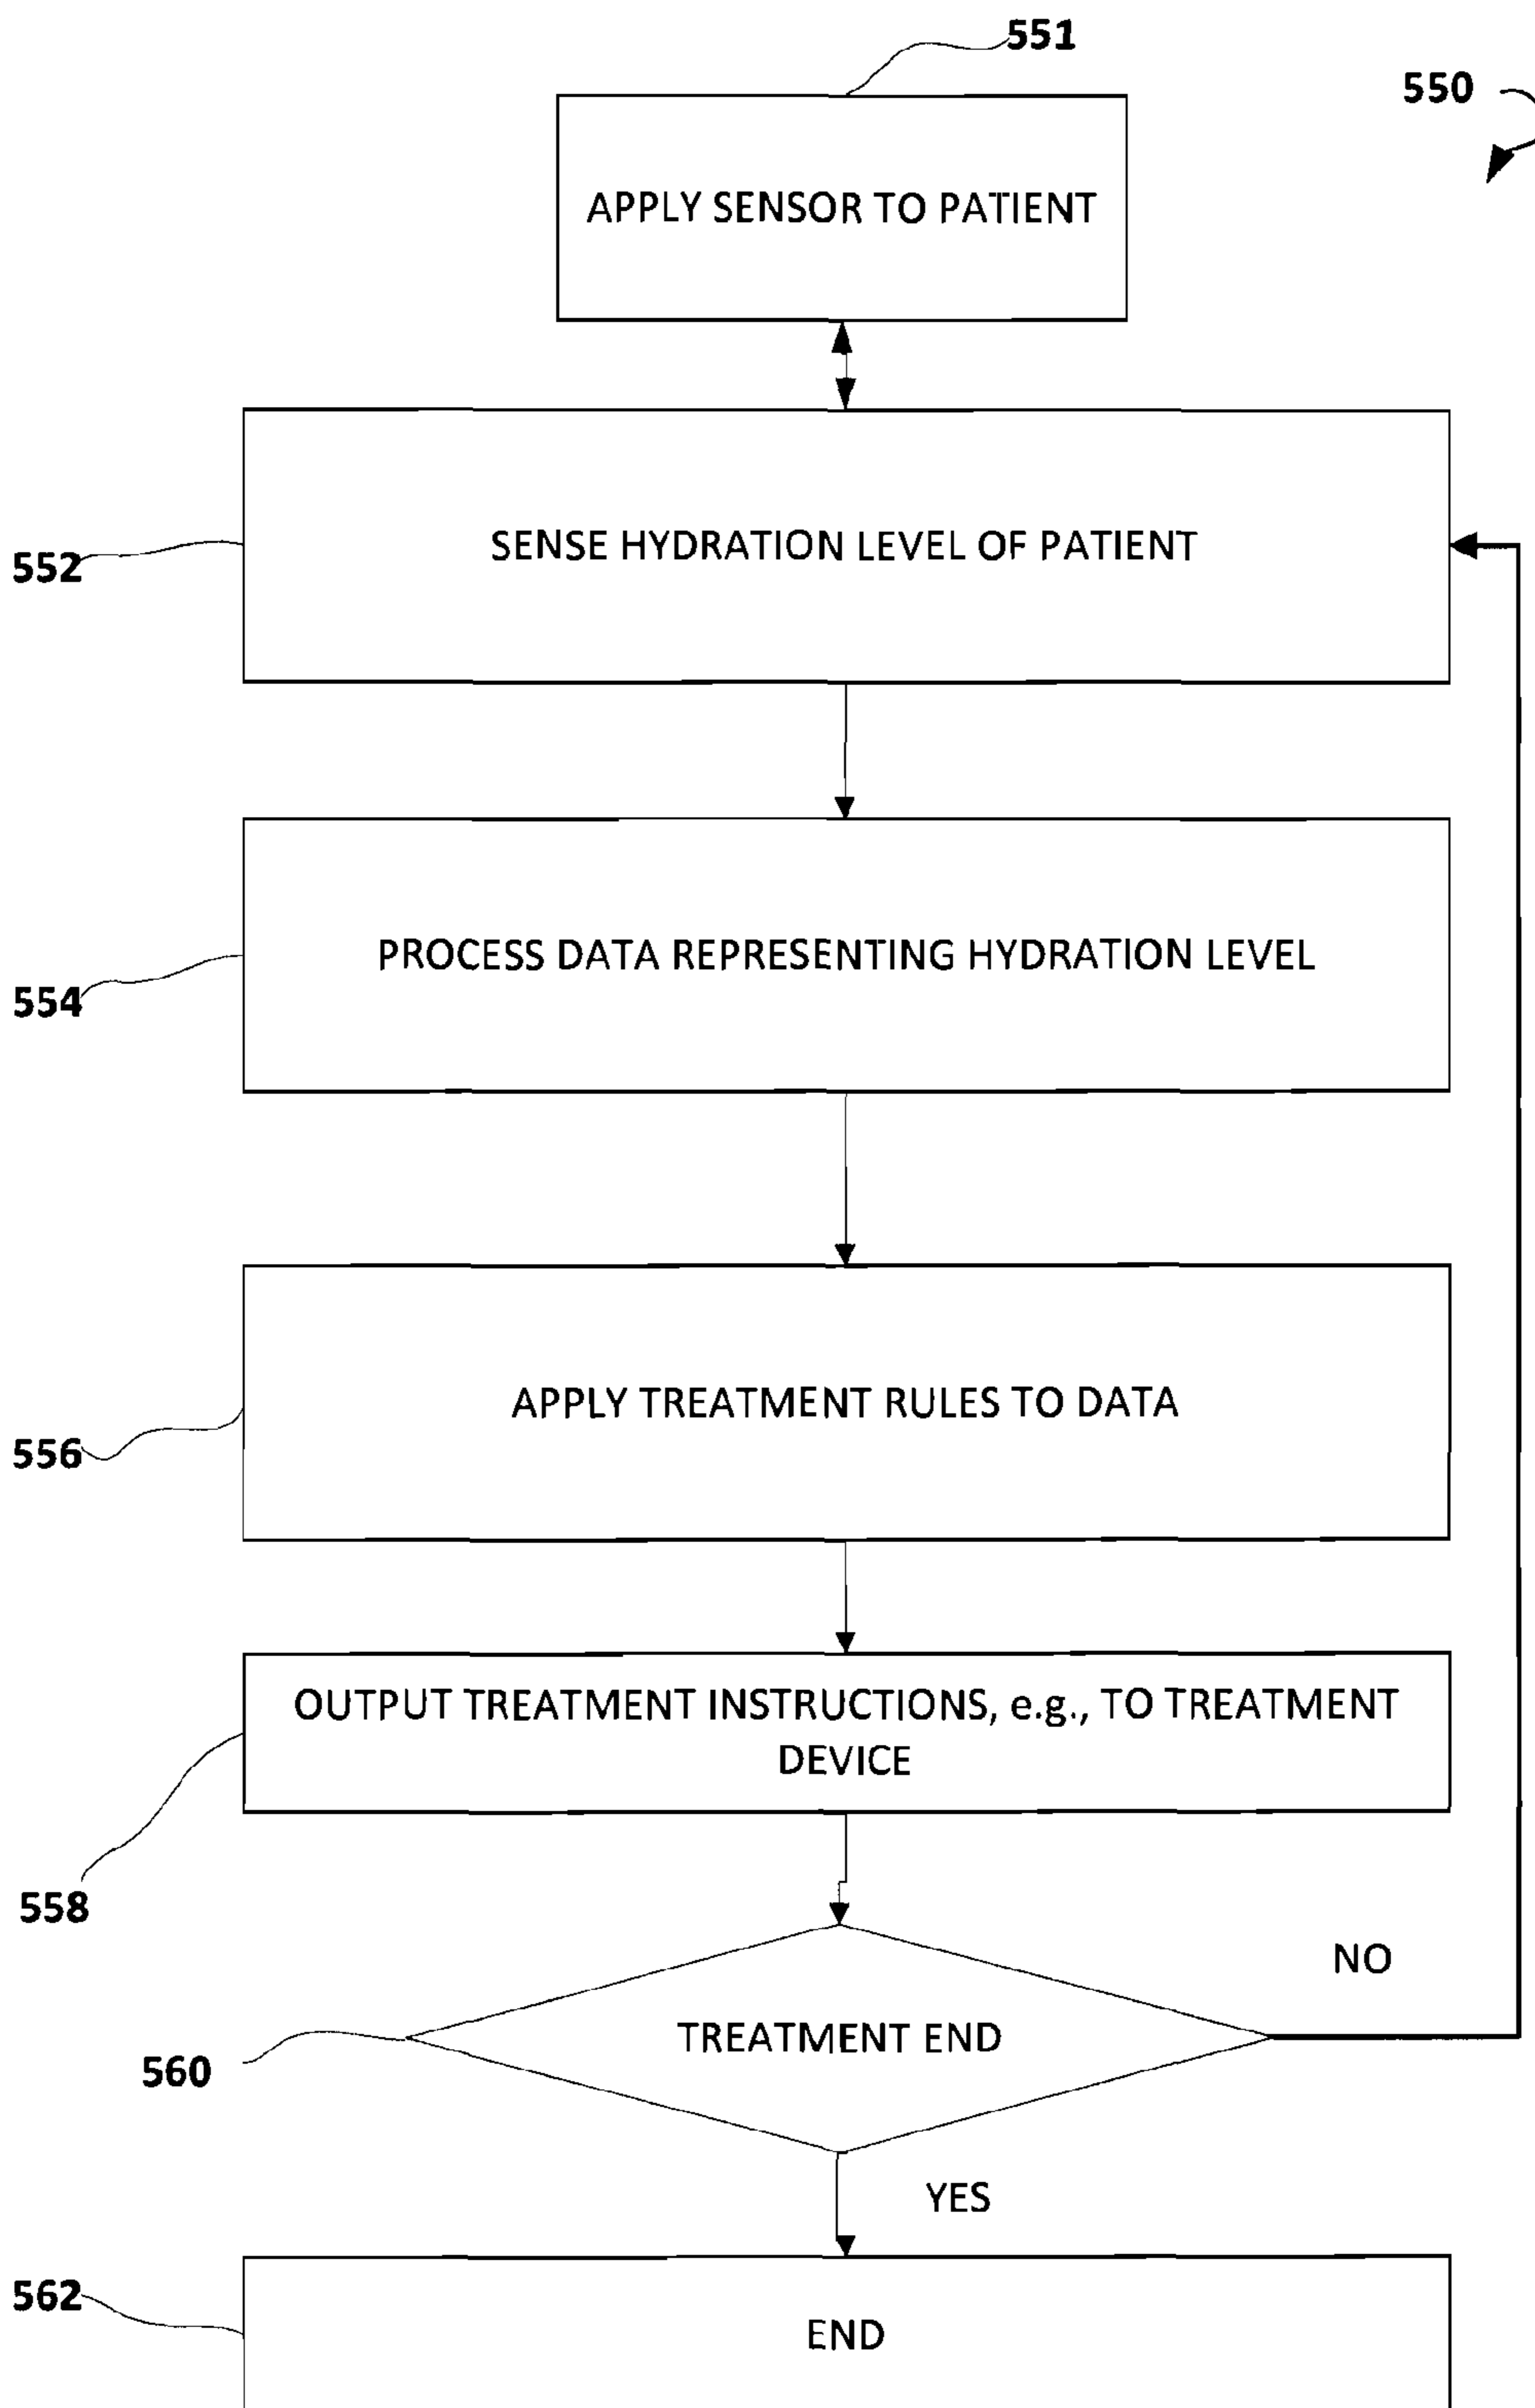 551
550
APPLY SENSOR TO PATIENT
SENSE HYDRATION LEVEL OF PATIENT
552
PROCESS DATA REPRESENTING HYDRATION LEVEL
554
APPLY TREATMENT RULES TO DATA
556
OUTPUT TREATMENT INSTRUCTIONS, e.g., TO TREATMENT
DEVICE
558
NO
TREATMENT END
560
YES
562
END